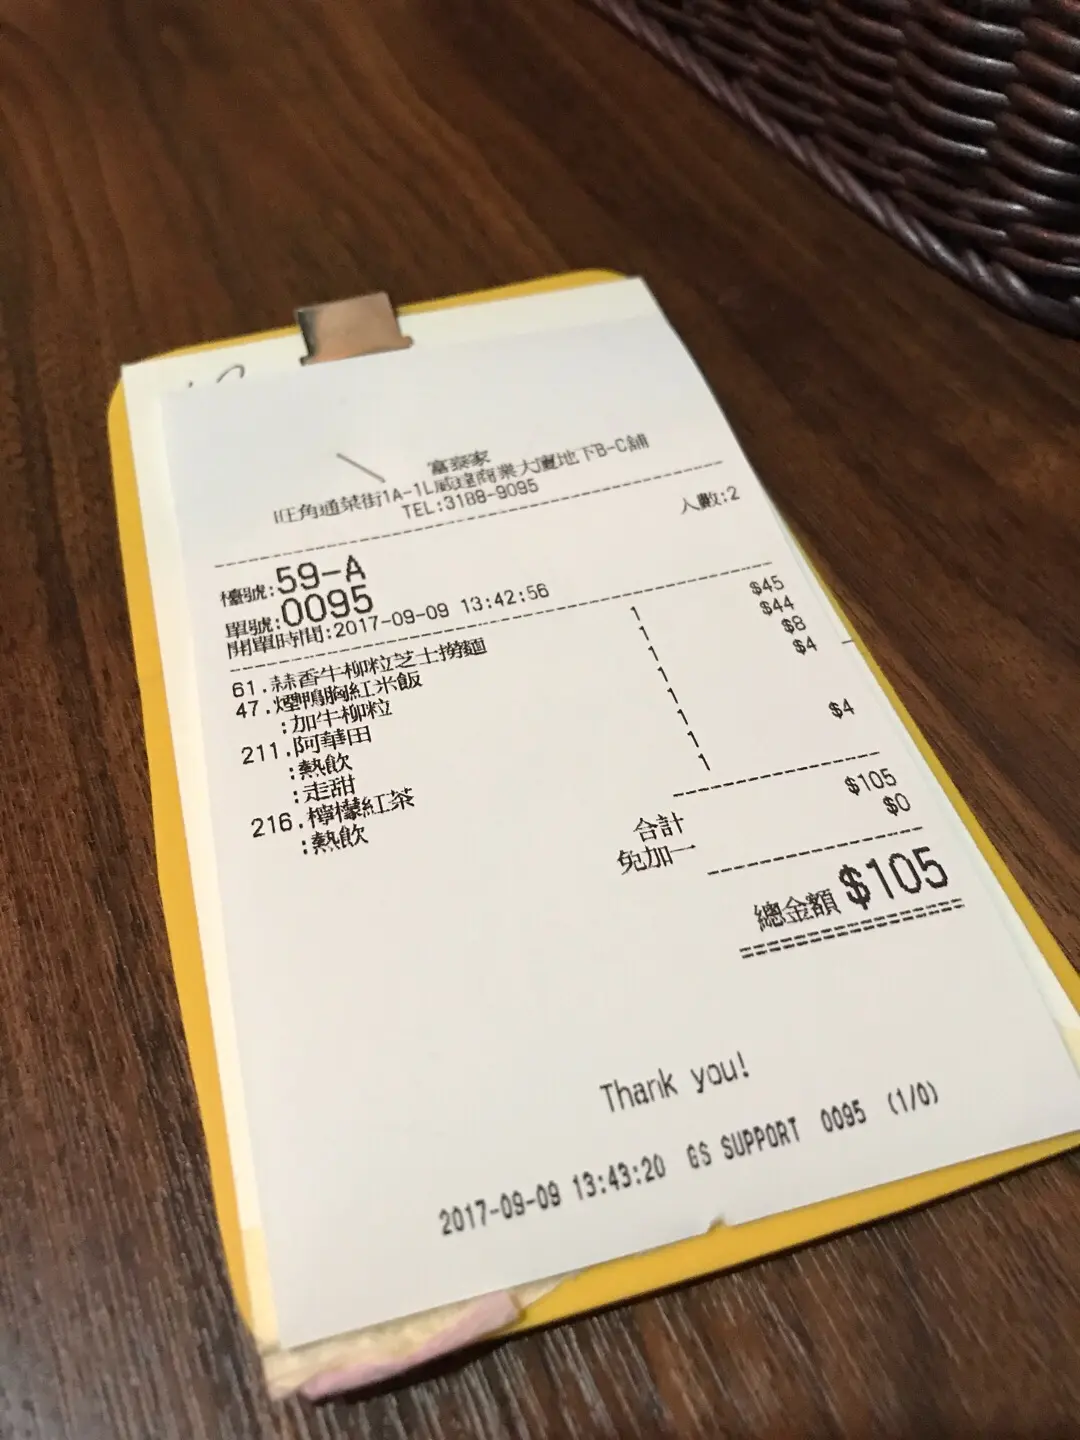 富寨家
旺角通菜街1A-1L威達商業大廈地下B-C舖
TEL:3188-9095
人數:2
檯號:59-A
單號:0095
開單時間:2017-09-09 13:42:56
61.蒜香牛柳粒芝士撈麵 1 $45
47.煙鴨胸紅米飯 1 $44
:加牛柳粒 1 $8
211.阿華田 1 $4
:熱飲 1
:走甜 1
216.檸檬紅茶 1 $4
:熱飲 1
合計 $105
免加一 $0
總金額 $105
Thank you!
2017-09-09 13:43:20 GS SUPPORT 0095 (1/0)